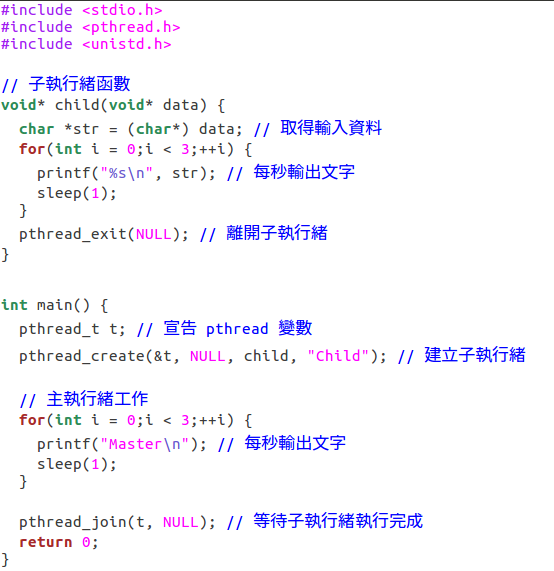 #include <stdio.h>
#include <pthread.h>
#include <unistd.h>

// 子執行緒函數
void* child(void* data) {
  char *str = (char*) data; // 取得輸入資料
  for(int i = 0;i < 3;++i) {
    printf("%s\n", str); // 每秒輸出文字
    sleep(1);
  }
  pthread_exit(NULL); // 離開子執行緒
}

int main() {
  pthread_t t; // 宣告 pthread 變數
  pthread_create(&t, NULL, child, "Child"); // 建立子執行緒

  // 主執行緒工作
  for(int i = 0;i < 3;++i) {
    printf("Master\n"); // 每秒輸出文字
    sleep(1);
  }

  pthread_join(t, NULL); // 等待子執行緒執行完成
  return 0;
}